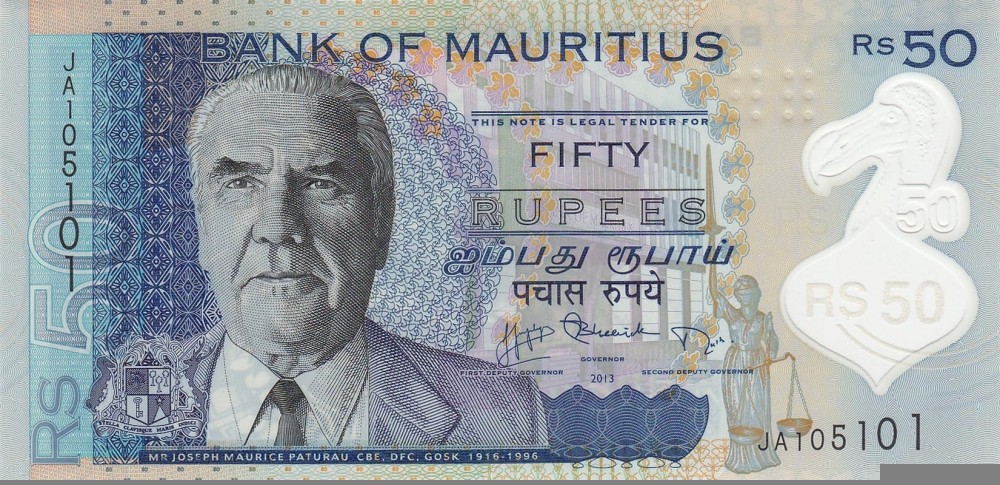 BANK OF MAURITIUS
Rs 50
JA105101
THIS NOTE IS LEGAL TENDER FOR
FIFTY
RUPEES
ஐம்பது ரூபாய்
पचास रुपये
50
RS 50
Rs 50
GOVERNOR
FIRST DEPUTY GOVERNOR
2013
SECOND DEPUTY GOVERNOR
STELLA CLAVISQUE MARIS INDICI
JA105101
MR JOSEPH MAURICE PATURAU CBE, DFC, GOSK 1916-1996